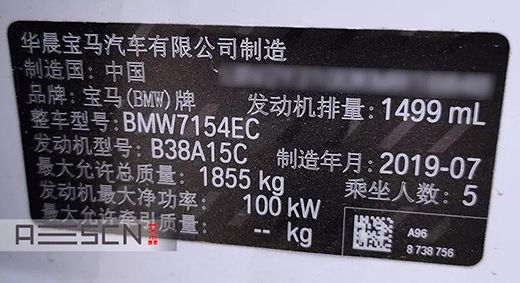 华晨宝马汽车有限公司制造
制造国：中国
品牌：宝马(BMW)牌
发动机排量：1499 mL
整车型号：BMW7154EC
发动机型号：B38A15C
制造年月：2019-07
最大允许总质量：1855 kg
乘坐人数：5
发动机最大净功率：100 kW
最大允许牵引质量：-- kg
A96
8 738 756